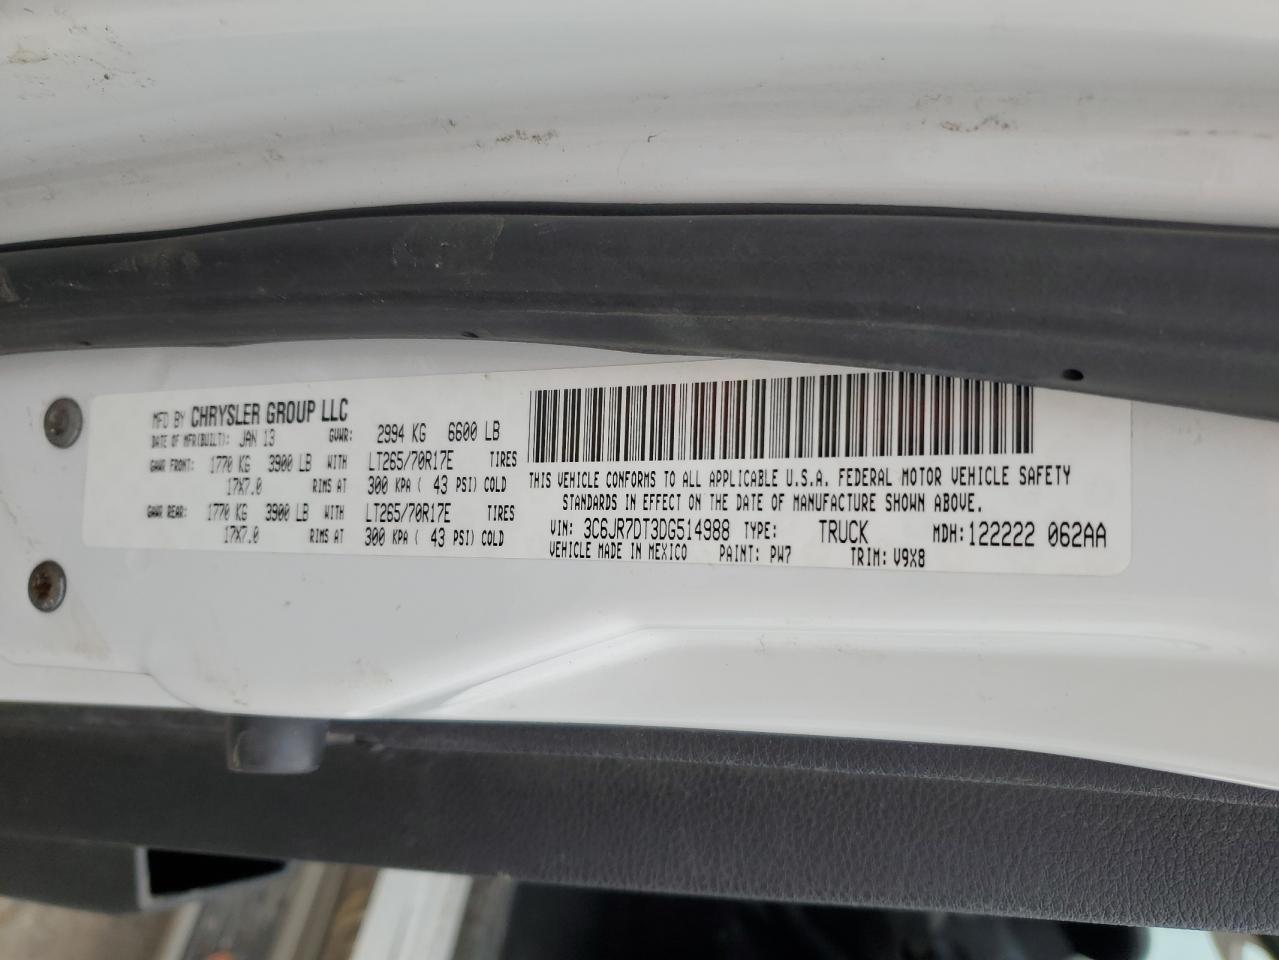 MFD BY CHRYSLER GROUP LLC
DATE OF MFR(BUILT): JAN 13 GVWR: 2994 KG 6600 LB
GAWR FRONT: 1770 KG 3900 LB WITH LT265/70R17E TIRES
17X7.0 RIMS AT 300 KPA ( 43 PSI) COLD
GAWR REAR: 1770 KG 3900 LB WITH LT265/70R17E TIRES
17X7.0 RIMS AT 300 KPA ( 43 PSI) COLD
THIS VEHICLE CONFORMS TO ALL APPLICABLE U.S.A. FEDERAL MOTOR VEHICLE SAFETY
STANDARDS IN EFFECT ON THE DATE OF MANUFACTURE SHOWN ABOVE.
VIN: 3C6JR7DT3DG514988 TYPE: TRUCK MDH: 122222 062AA
VEHICLE MADE IN MEXICO PAINT: PW7 TRIM: V9X8